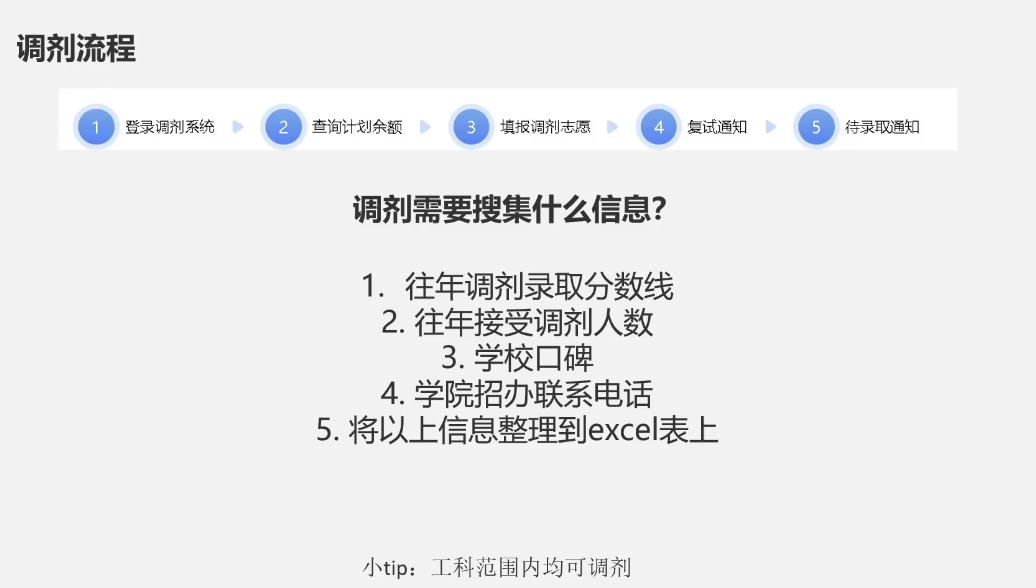 调剂流程
1 登录调剂系统 2 查询计划余额 3 填报调剂志愿 4 复试通知 5 待录取通知
调剂需要搜集什么信息？
1. 往年调剂录取分数线
2. 往年接受调剂人数
3. 学校口碑
4. 学院招办联系电话
5. 将以上信息整理到excel表上
小tip：工科范围内均可调剂